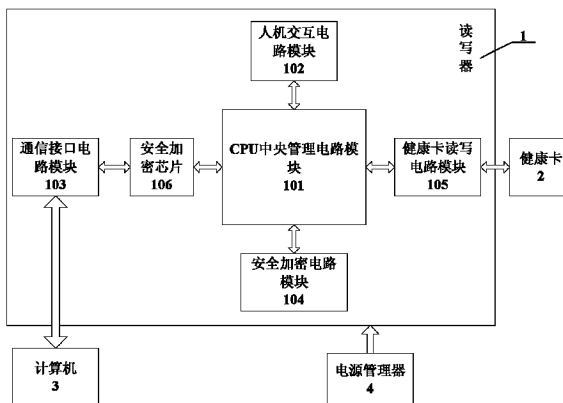 人机交互电
路模块
102
读
写
器
1
通信接口电
路模块
103
安全加
密芯片
106
CPU中央管理电路模
块
101
健康卡读写
电路模块
105
健康卡
2
安全加密电路
模块
104
计算机
3
电源管理器
4